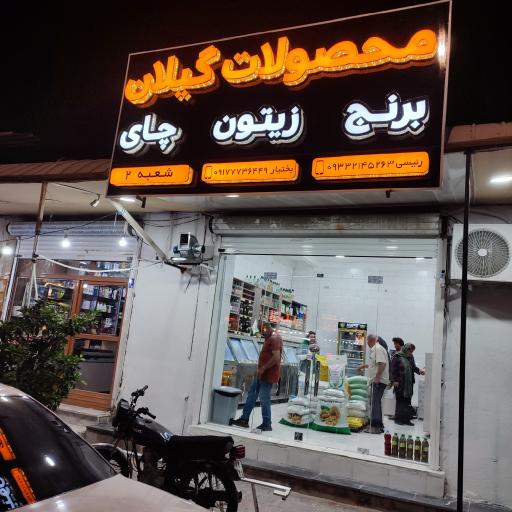 محصولات گیلان
برنج زیتون چای
رئیسی ۰۹۳۳۲۱۴۵۲۶۳ بختیار ۰۹۱۷۷۷۳۶۴۴۹ شعبه ۲